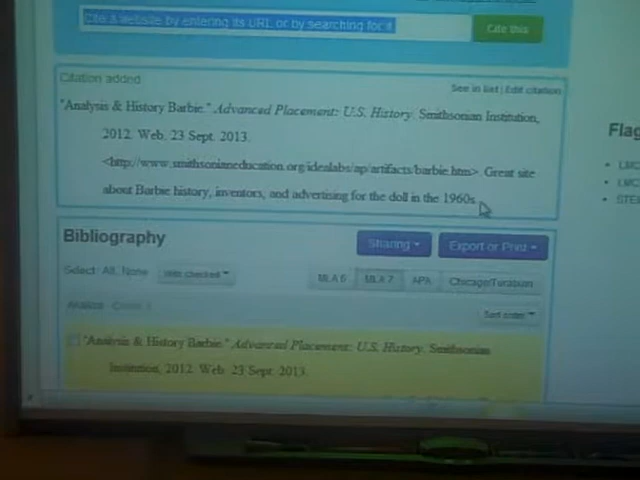 Cite a website by entering its URL or by searching for it
Cite this
Citation added
See in list | Edit citation
"Analysis & History Barbie." Advanced Placement: U.S. History. Smithsonian Institution,
2012. Web. 23 Sept. 2013.
<http://www.smithsonianeducation.org/idealabs/ap/artifacts/barbie.htm>. Great site
about Barbie history, inventors, and advertising for the doll in the 1960s.
Flag
Bibliography
Sharing
Export or Print
Select: All, None
With checked
MLA 6
MLA 7
APA
Chicago/Turabian
Sort order
"Analysis & History Barbie." Advanced Placement: U.S. History. Smithsonian
Institution, 2012. Web. 23 Sept. 2013.